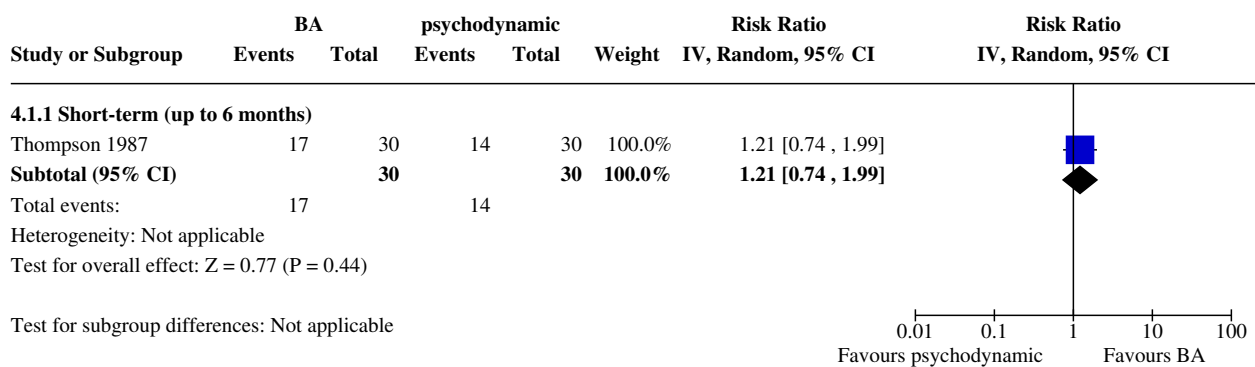 BA psychodynamic Risk Ratio Risk Ratio
Study or Subgroup Events Total Events Total Weight IV, Random, 95% CI IV, Random, 95% CI
4.1.1 Short-term (up to 6 months)
Thompson 1987 17 30 14 30 100.0% 1.21 [0.74 , 1.99]
Subtotal (95% CI) 30 30 100.0% 1.21 [0.74 , 1.99]
Total events: 17 14
Heterogeneity: Not applicable
Test for overall effect: Z = 0.77 (P = 0.44)
Test for subgroup differences: Not applicable
0.01 0.1 1 10 100
Favours psychodynamic Favours BA